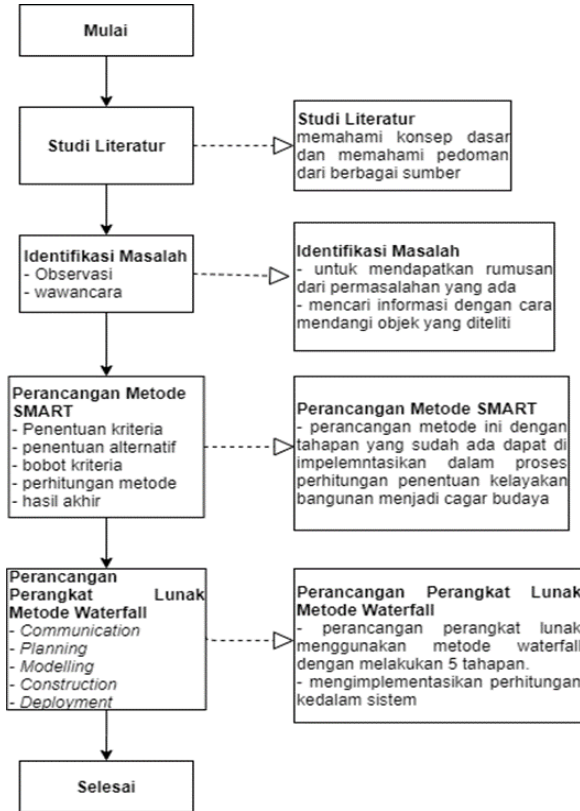 Mulai
Studi Literatur
Studi Literatur
memahami konsep dasar
dan memahami pedoman
dari berbagai sumber
Identifikasi Masalah
- Observasi
- wawancara
Identifikasi Masalah
- untuk mendapatkan rumusan
dari permasalahan yang ada
- mencari informasi dengan cara
mendangi objek yang diteliti
Perancangan Metode
SMART
- Penentuan kriteria
- penentuan alternatif
- bobot kriteria
- perhitungan metode
- hasil akhir
Perancangan Metode SMART
- perancangan metode ini dengan
tahapan yang sudah ada dapat di
impelemntasikan dalam proses
perhitungan penentuan kelayakan
bangunan menjadi cagar budaya
Perancangan
Perangkat Lunak
Metode Waterfall
- Communication
- Planning
- Modelling
- Construction
- Deployment
Perancangan Perangkat Lunak
Metode Waterfall
- perancangan perangkat lunak
menggunakan metode waterfall
dengan melakukan 5 tahapan.
- mengimplementasikan perhitungan
kedalam sistem
Selesai